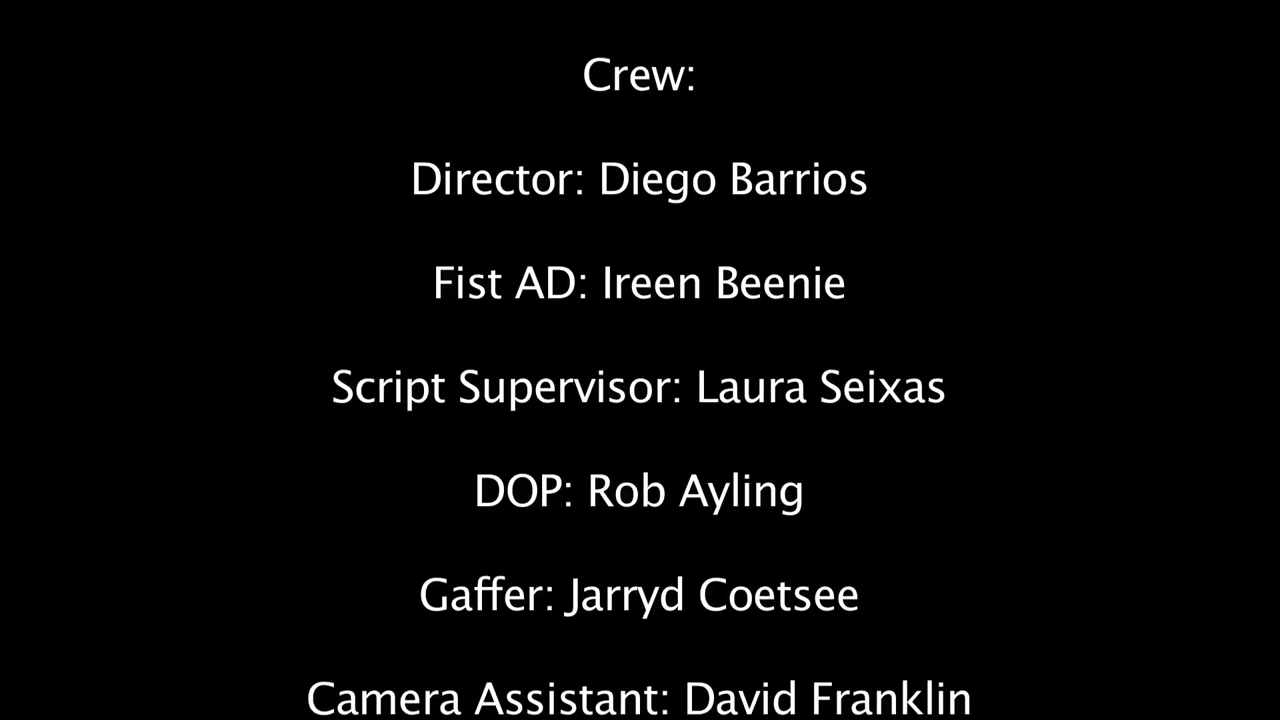 Crew:
Director: Diego Barrios
Fist AD: Ireen Beenie
Script Supervisor: Laura Seixas
DOP: Rob Ayling
Gaffer: Jarryd Coetsee
Camera Assistant: David Franklin